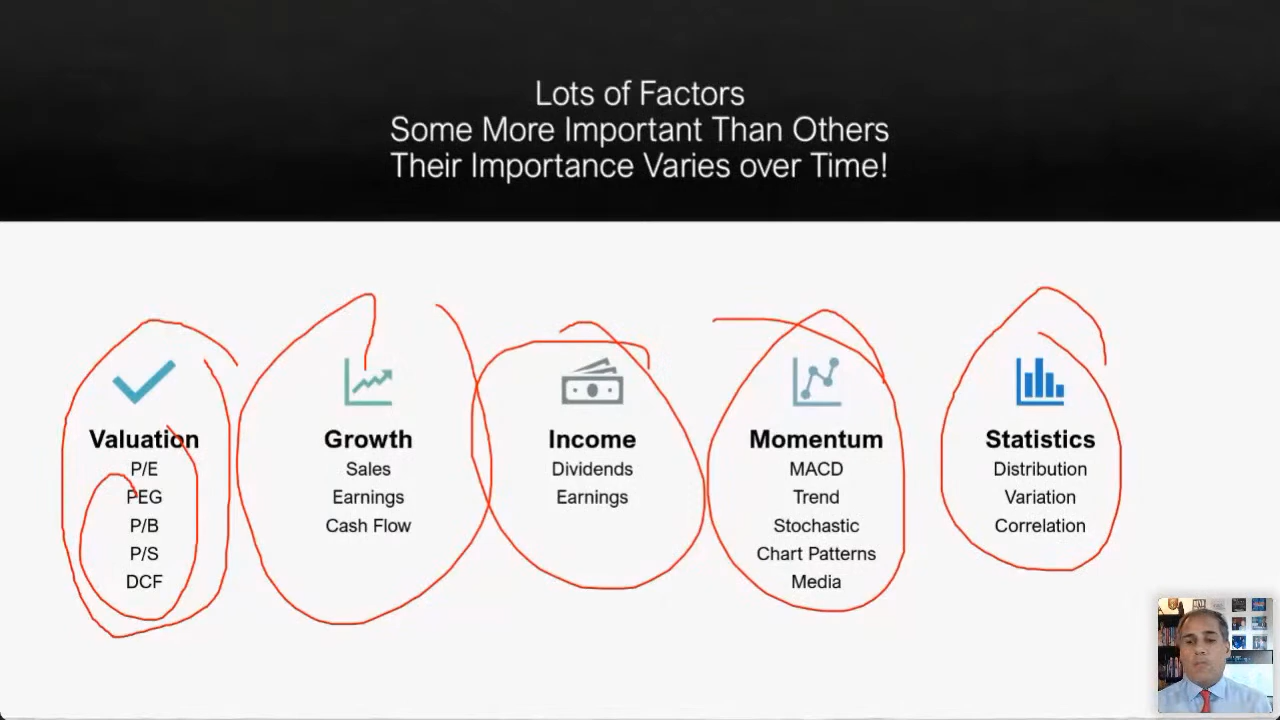 Lots of Factors
Some More Important Than Others
Their Importance Varies over Time!
Valuation
P/E
PEG
P/B
P/S
DCF
Growth
Sales
Earnings
Cash Flow
Income
Dividends
Earnings
Momentum
MACD
Trend
Stochastic
Chart Patterns
Media
Statistics
Distribution
Variation
Correlation